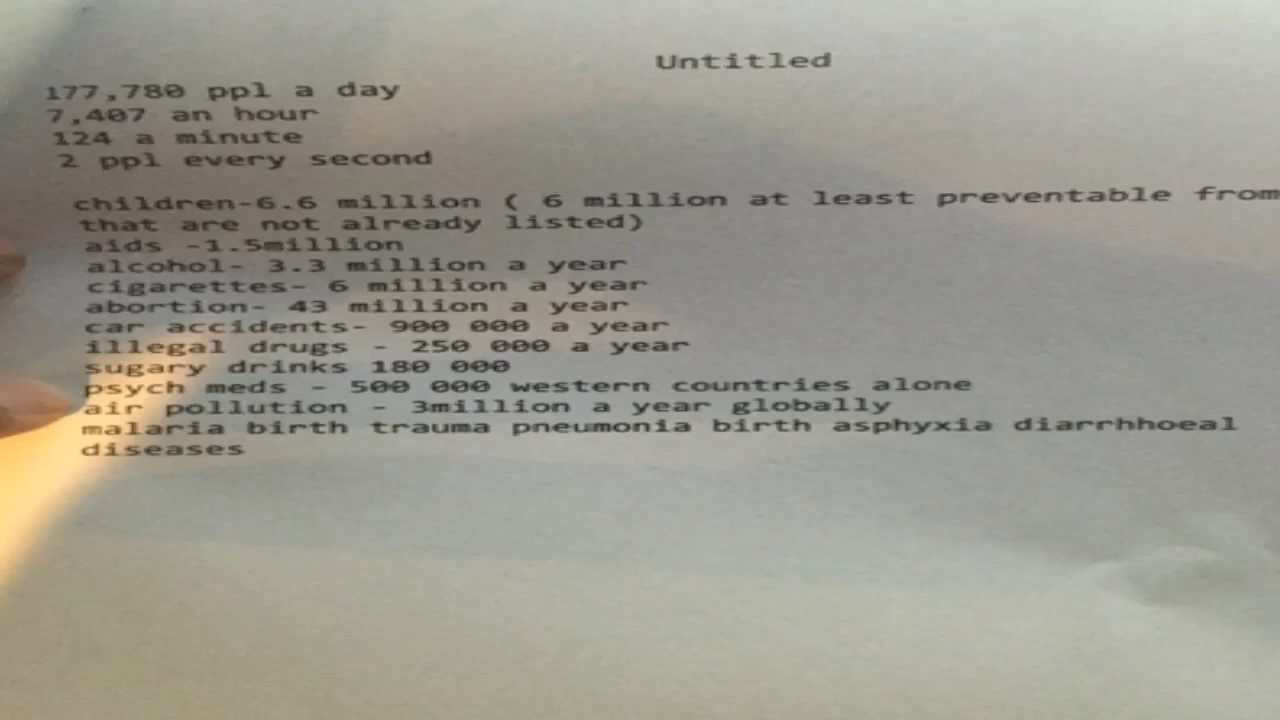 Untitled
177,780 ppl a day
7,407 an hour
124 a minute
2 ppl every second
children-6.6 million ( 6 million at least preventable from
that are not already listed)
aids -1.5million
alcohol- 3.3 million a year
cigarettes- 6 million a year
abortion- 43 million a year
car accidents- 900 000 a year
illegal drugs - 250 000 a year
sugary drinks 180 000
psych meds - 500 000 western countries alone
air pollution - 3million a year globally
malaria birth trauma pneumonia birth asphyxia diarrhhoeal
diseases